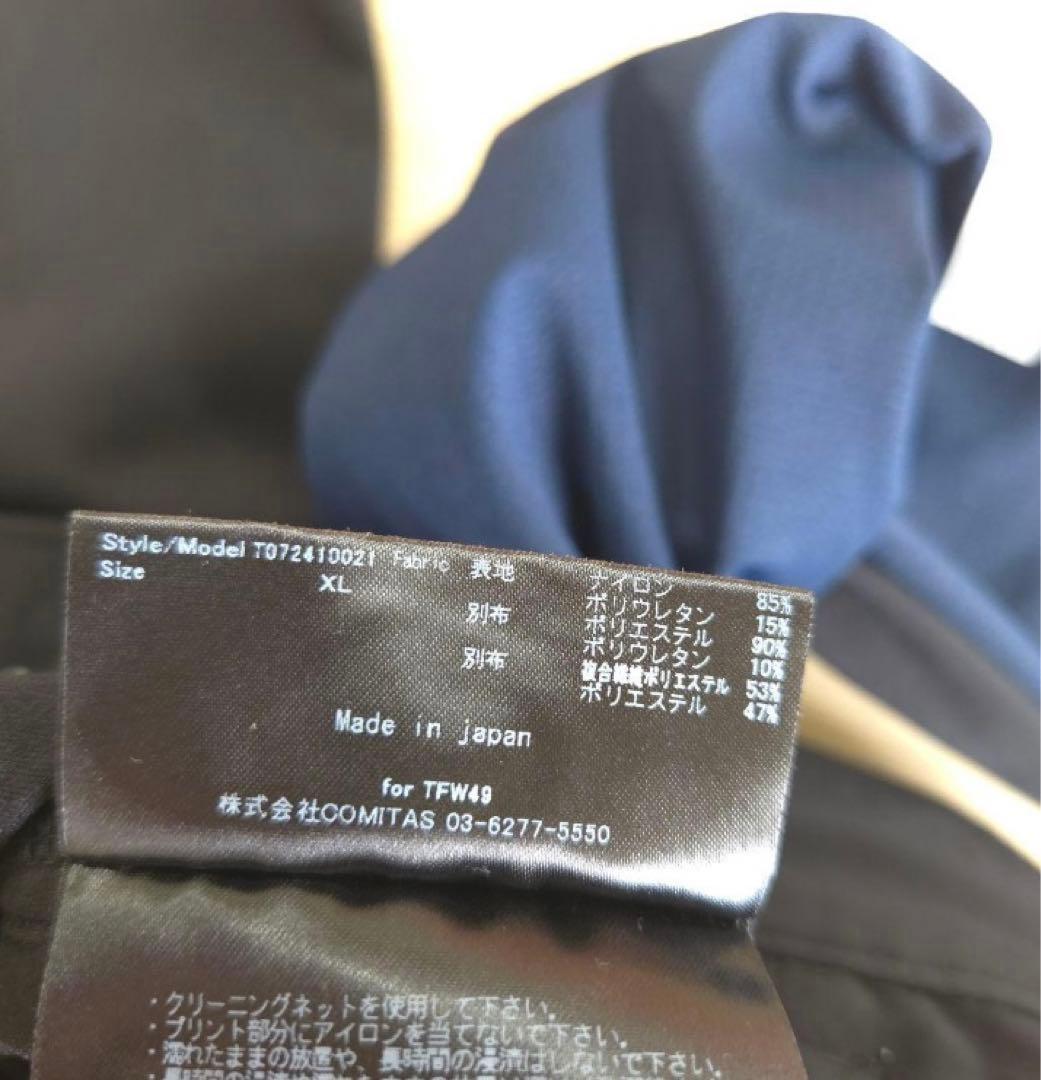 Style/Model T072410021 Fabric 表地 ナイロン 85%
Size XL ポリウレタン 15%
別布 ポリエステル 90%
ポリウレタン 10%
別布 複合繊維ポリエステル 53%
ポリエステル 47%
Made in japan
for TFW49
株式会社COMITAS 03-6277-5550
・クリーニングネットを使用して下さい。
・プリント部分にアイロンを当てないで下さい。
・濡れたままの放置や、長時間の浸漬はしないで下さい。